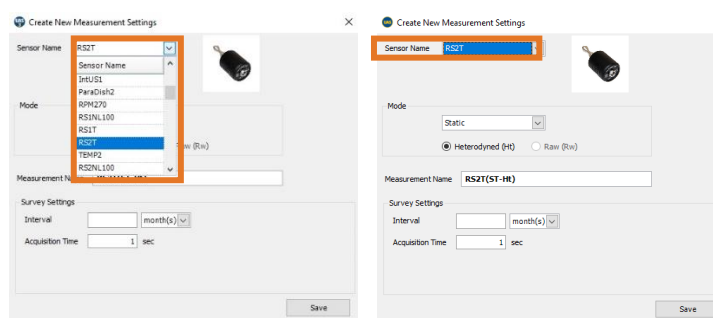 Create New Measurement Settings
Sensor Name RS2T
Sensor Name
IntUS1
ParaDish2
RPM270
RS1NL100
RS1T
RS2T
TEMP2
RS2NL100
Mode
(Rw)
Measurement
Survey Settings
Interval month(s)
Acquisition Time 1 sec
Save
Create New Measurement Settings
Sensor Name RS2T
Mode
Static
Heterodyned (Ht) Raw (Rw)
Measurement Name RS2T(ST-Ht)
Survey Settings
Interval month(s)
Acquisition Time 1 sec
Save